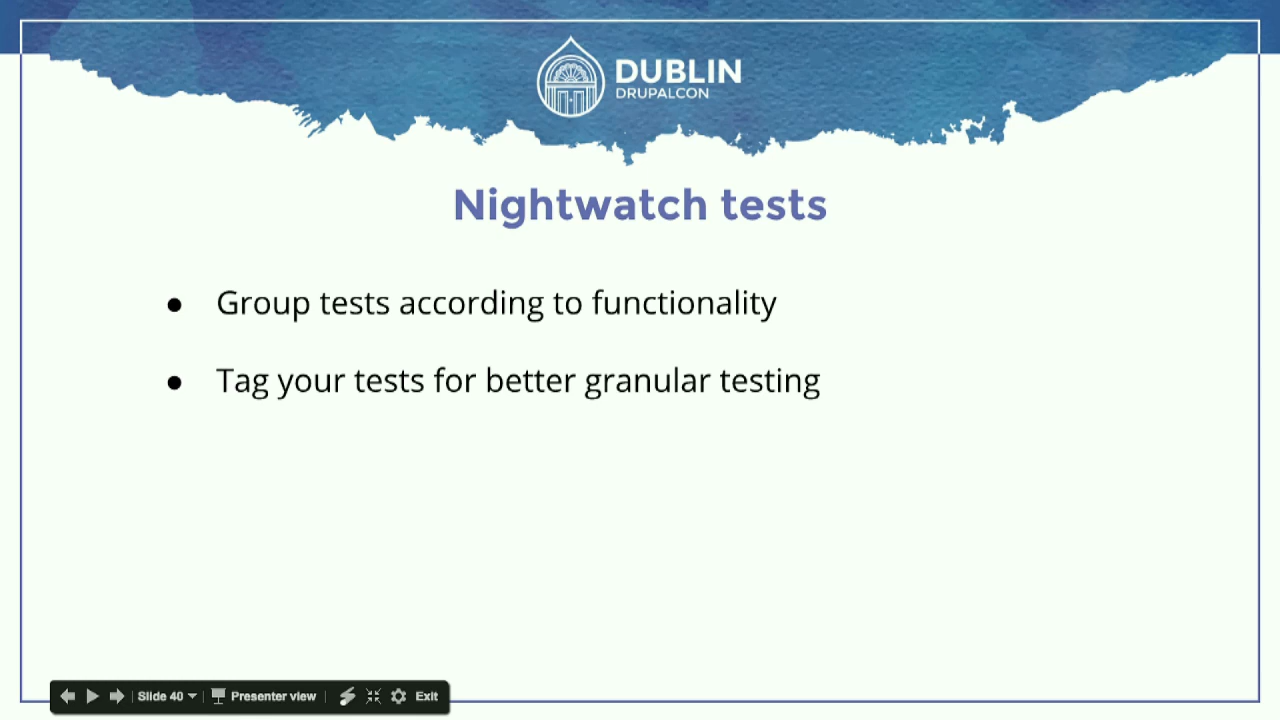 DUBLIN
DRUPALCON
Nightwatch tests
● Group tests according to functionality
● Tag your tests for better granular testing
Slide 40 Presenter view Exit